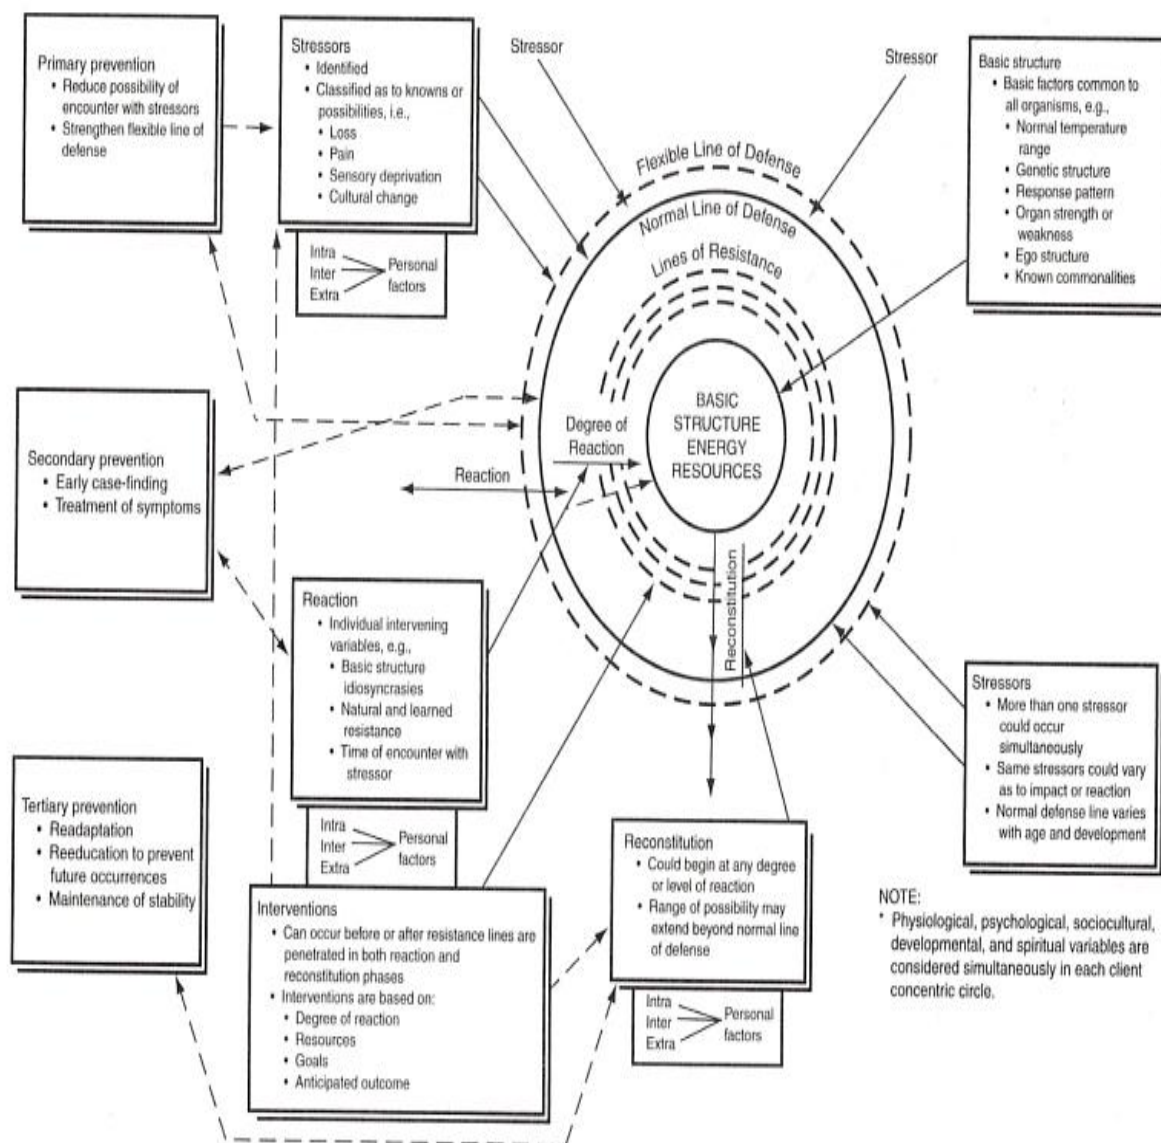 Primary prevention
• Reduce possibility of
encounter with stressors
• Strengthen flexible line of
defense
Stressors
• Identified
• Classified as to knowns or
possibilities, i.e.,
• Loss
• Pain
• Sensory deprivation
• Cultural change
Intra
Inter
Extra
Personal
factors
Stressor
Stressor
Basic structure
• Basic factors common to
all organisms, e.g.,
• Normal temperature
range
• Genetic structure
• Response pattern
• Organ strength or
weakness
• Ego structure
• Known commonalities
Flexible Line of Defense
Normal Line of Defense
Lines of Resistance
BASIC
STRUCTURE
ENERGY
RESOURCES
Degree of
Reaction
Reaction
Reconstitution
Secondary prevention
• Early case-finding
• Treatment of symptoms
Reaction
• Individual intervening
variables, e.g.,
• Basic structure
idiosyncrasies
• Natural and learned
resistance
• Time of encounter with
stressor
Intra
Inter
Extra
Personal
factors
Stressors
• More than one stressor
could occur
simultaneously
• Same stressors could vary
as to impact or reaction
• Normal defense line varies
with age and development
Tertiary prevention
• Readaptation
• Reeducation to prevent
future occurrences
• Maintenance of stability
Interventions
• Can occur before or after resistance lines are
penetrated in both reaction and
reconstitution phases
• Interventions are based on:
• Degree of reaction
• Resources
• Goals
• Anticipated outcome
Reconstitution
• Could begin at any degree
or level of reaction
• Range of possibility may
extend beyond normal line
of defense
Intra
Inter
Extra
Personal
factors
NOTE:
* Physiological, psychological, sociocultural,
developmental, and spiritual variables are
considered simultaneously in each client
concentric circle.